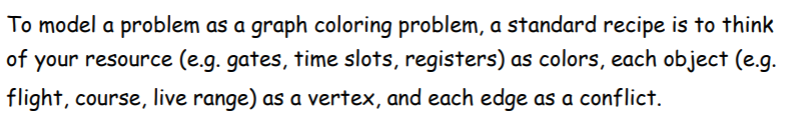 To model a problem as a graph coloring problem, a standard recipe is to think
of your resource (e.g. gates, time slots, registers) as colors, each object (e.g.
flight, course, live range) as a vertex, and each edge as a conflict.